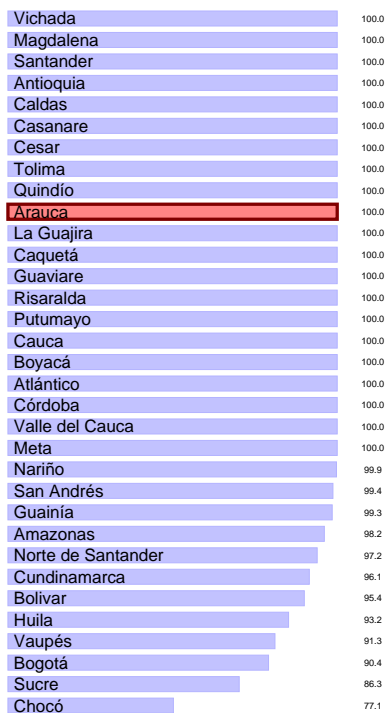 Vichada 100.0
Magdalena 100.0
Santander 100.0
Antioquia 100.0
Caldas 100.0
Casanare 100.0
Cesar 100.0
Tolima 100.0
Quindío 100.0
Arauca 100.0
La Guajira 100.0
Caquetá 100.0
Guaviare 100.0
Risaralda 100.0
Putumayo 100.0
Cauca 100.0
Boyacá 100.0
Atlántico 100.0
Córdoba 100.0
Valle del Cauca 100.0
Meta 100.0
Nariño 99.9
San Andrés 99.4
Guainía 99.3
Amazonas 98.2
Norte de Santander 97.2
Cundinamarca 96.1
Bolivar 95.4
Huila 93.2
Vaupés 91.3
Bogotá 90.4
Sucre 86.3
Chocó 77.1